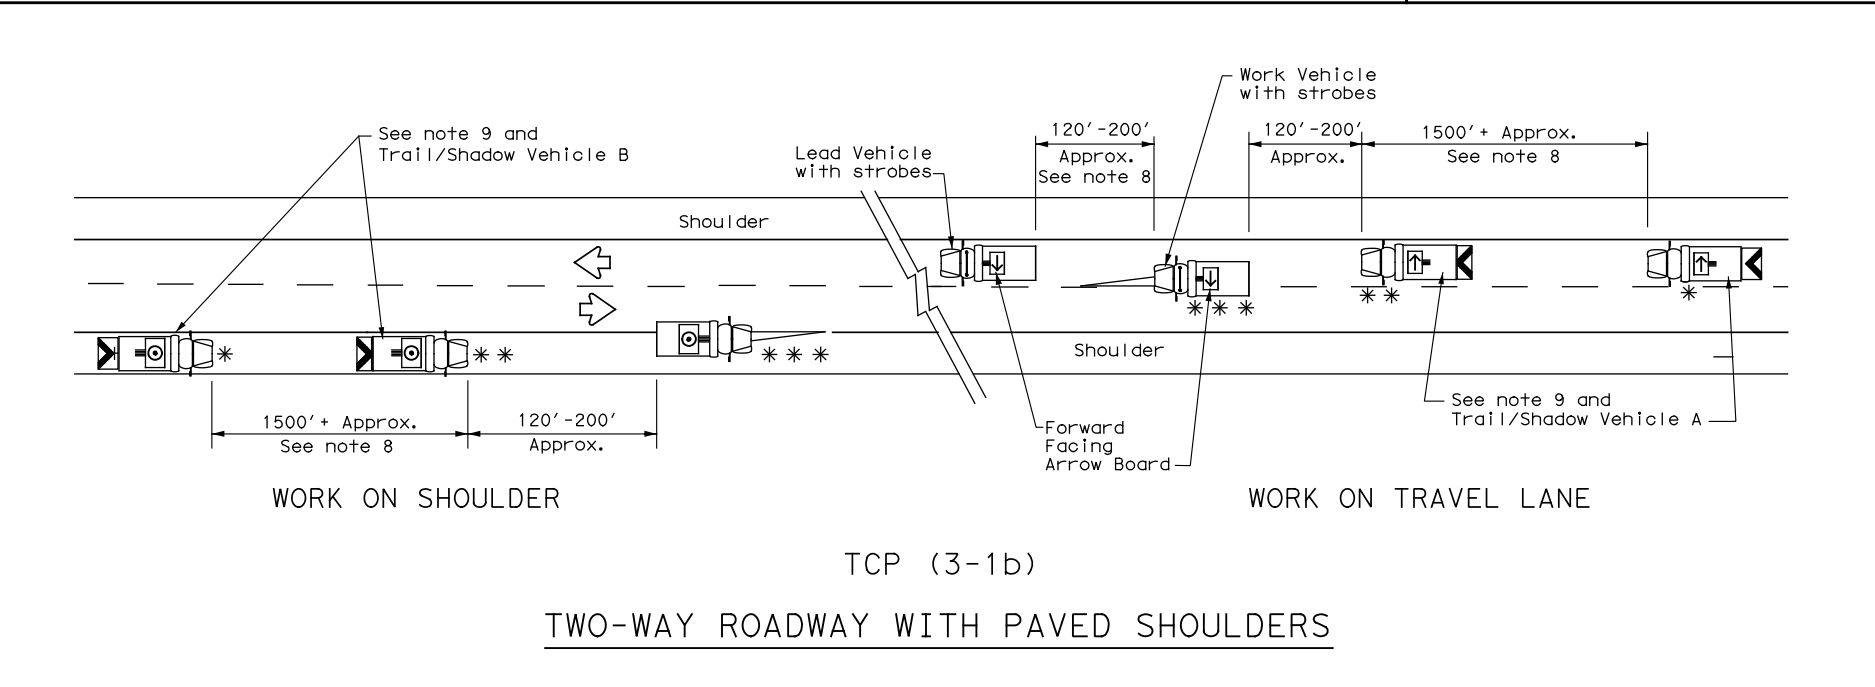 Work Vehicle
with strobes
See note 9 and
Trail/Shadow Vehicle B
Lead Vehicle
with strobes
120'-200'
Approx.
See note 8
120'-200'
Approx.
1500'+ Approx.
See note 8
Shoulder
* * *
* *
*
*
* *
* * *
Shoulder
1500'+ Approx.
See note 8
120'-200'
Approx.
Forward
Facing
Arrow Board
See note 9 and
Trail/Shadow Vehicle A
WORK ON SHOULDER
WORK ON TRAVEL LANE
TCP (3-1b)
TWO-WAY ROADWAY WITH PAVED SHOULDERS